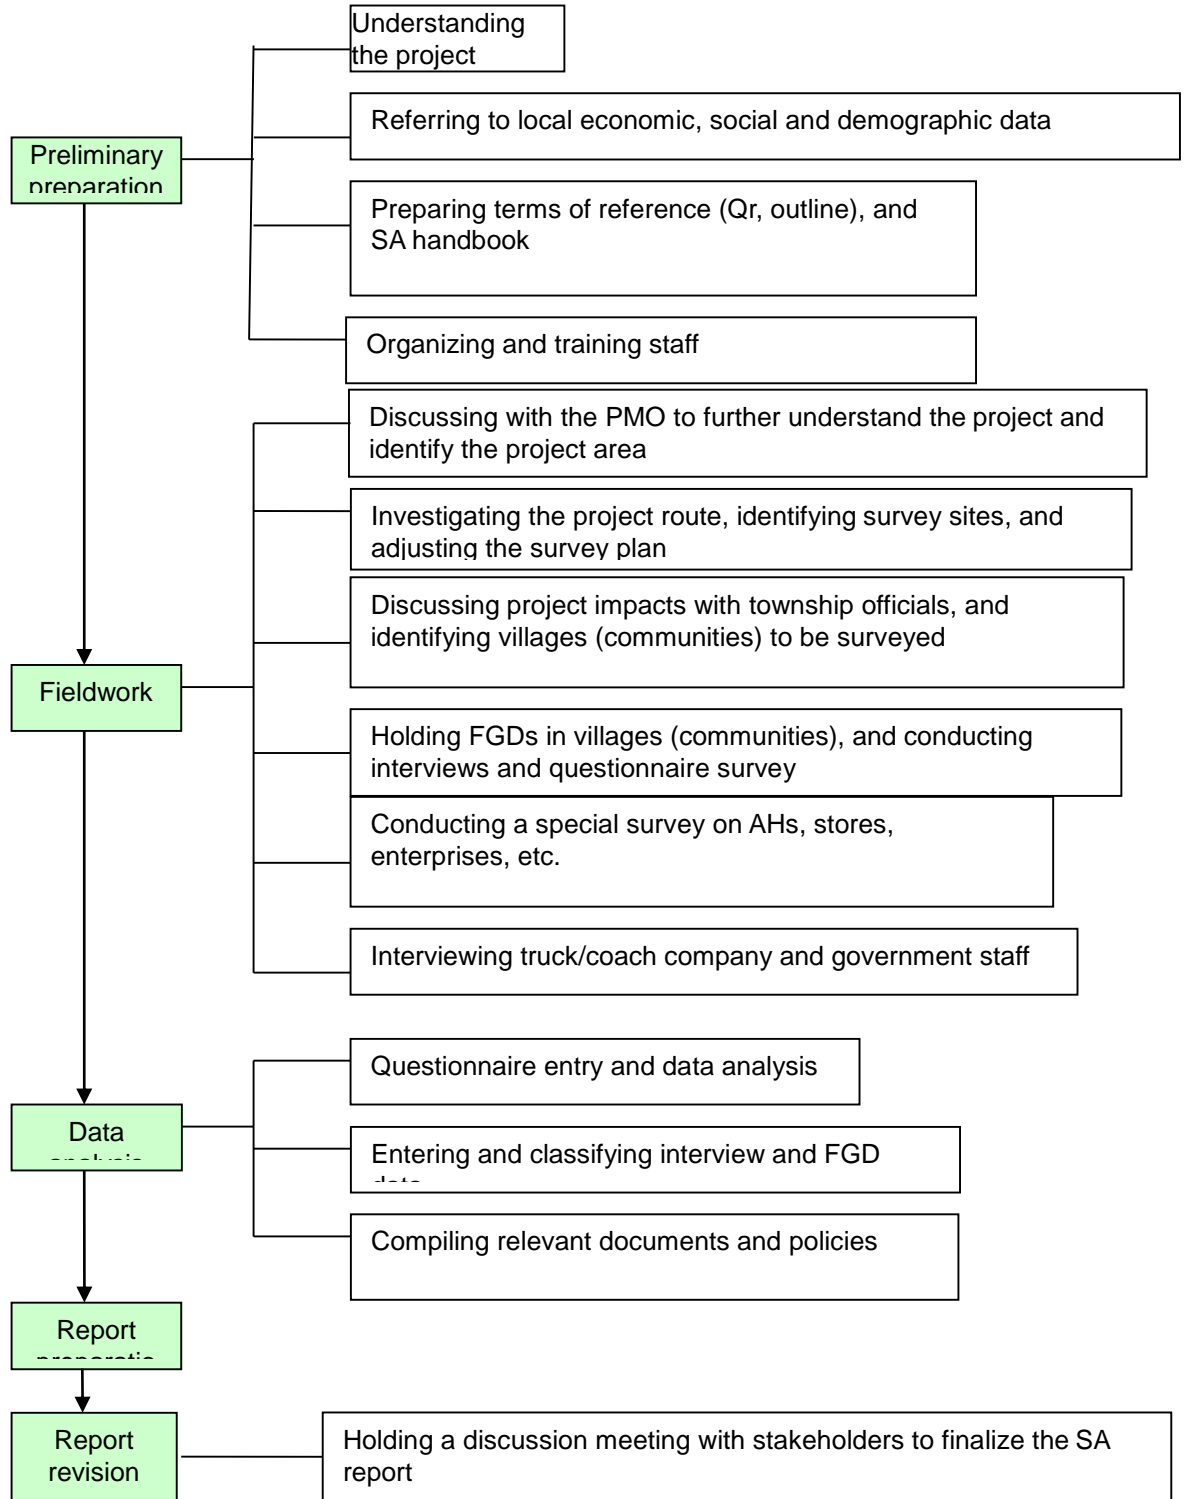 Understanding
the project
Referring to local economic, social and demographic data
Preliminary
preparation
Preparing terms of reference (Qr, outline), and
SA handbook
Organizing and training staff
Discussing with the PMO to further understand the project and
identify the project area
Investigating the project route, identifying survey sites, and
adjusting the survey plan
Discussing project impacts with township officials, and
identifying villages (communities) to be surveyed
Fieldwork
Holding FGDs in villages (communities), and conducting
interviews and questionnaire survey
Conducting a special survey on AHs, stores,
enterprises, etc.
Interviewing truck/coach company and government staff
Questionnaire entry and data analysis
Data
analysis
Entering and classifying interview and FGD
data
Compiling relevant documents and policies
Report
Report
revision
Holding a discussion meeting with stakeholders to finalize the SA
report